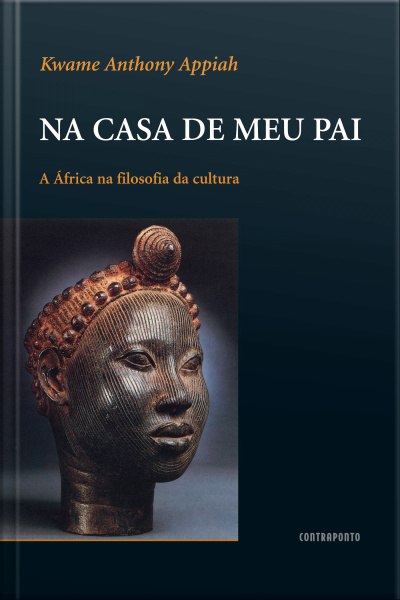 Kwame Anthony Appiah
NA CASA DE MEU PAI
A África na filosofia da cultura
CONTRAPONTO